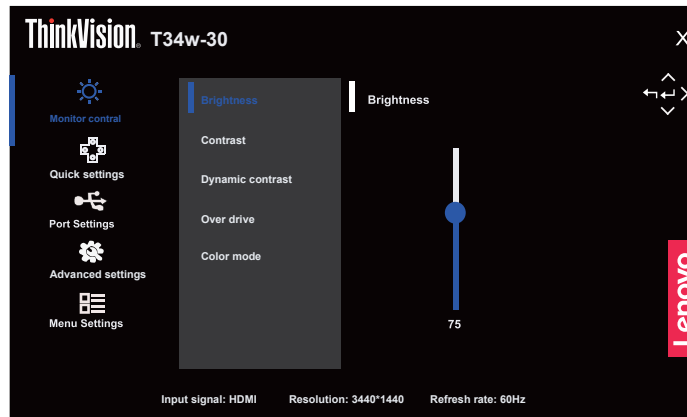 ThinkVision. T34w-30
X
Monitor contral
Quick settings
Port Settings
Advanced settings
Menu Settings
Brightness
Contrast
Dynamic contrast
Over drive
Color mode
Brightness
75
Lenovo
Input signal: HDMI Resolution: 3440*1440 Refresh rate: 60Hz